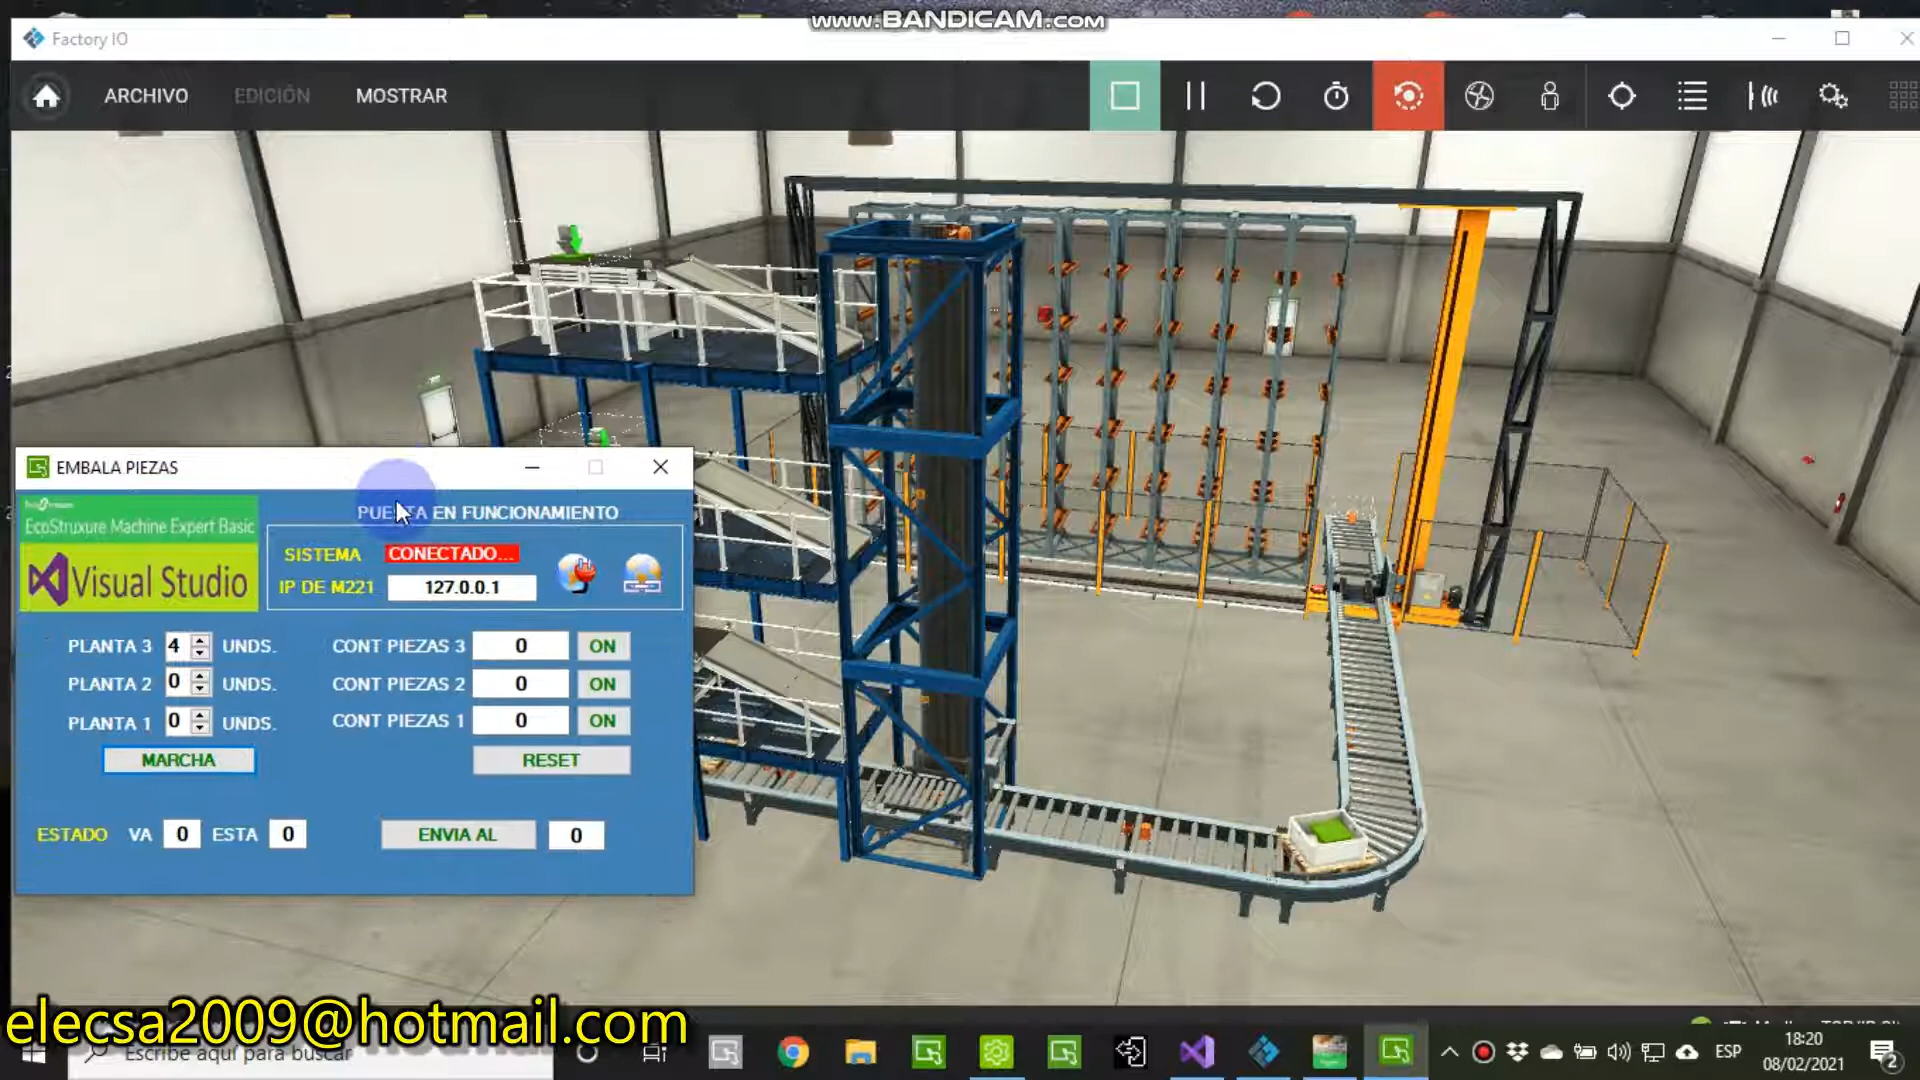 www.BANDICAM.com
Factory IO
ARCHIVO EDICIÓN MOSTRAR
EMBALA PIEZAS
EcoStruxure Machine Expert Basic
Visual Studio
EN FUNCIONAMIENTO
SISTEMA CONECTADO...
IP DE M221 127.0.0.1
PLANTA 3 4 UNDS. CONT PIEZAS 3 0 ON
PLANTA 2 0 UNDS. CONT PIEZAS 2 0 ON
PLANTA 1 0 UNDS. CONT PIEZAS 1 0 ON
MARCHA RESET
ESTADO VA 0 ESTA 0 ENVIA AL 0
elecsa2009@hotmail.com
Escribe aquí para buscar
ESP
18:20
08/02/2021
2